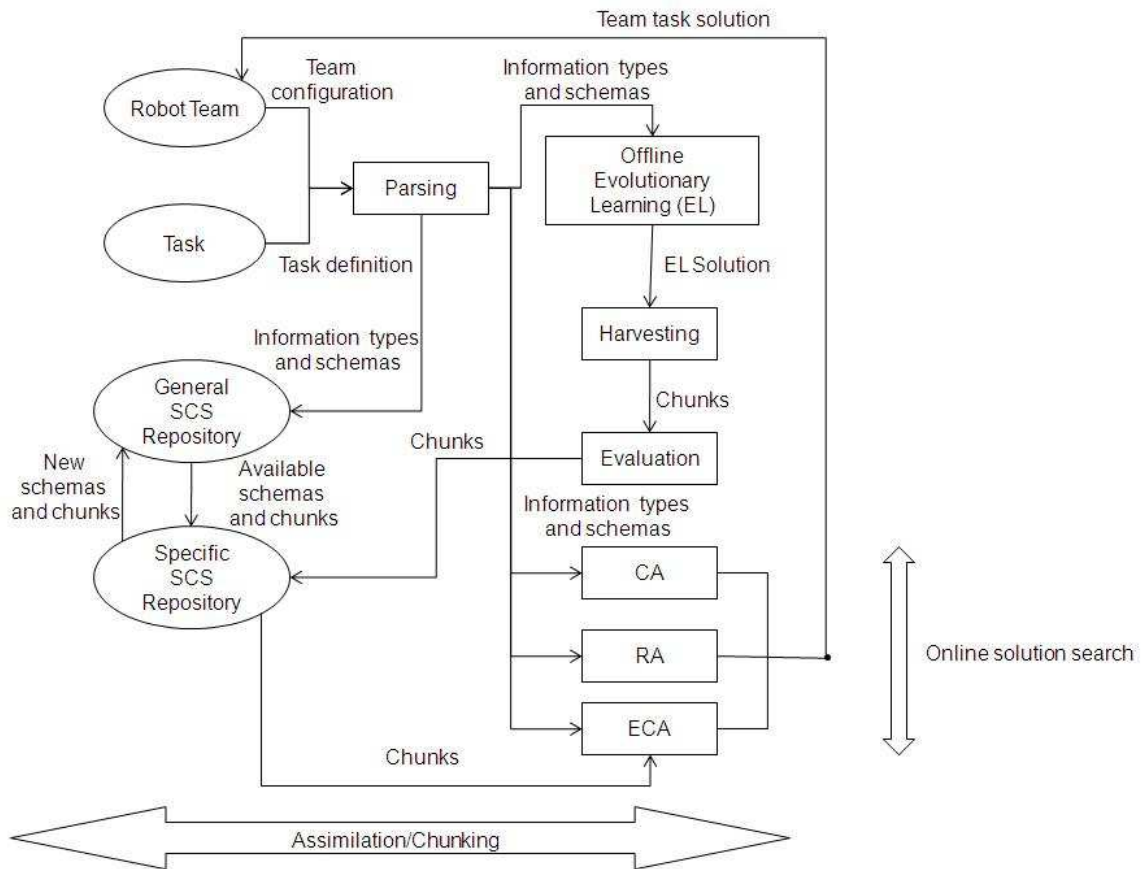 Team task solution
Team
configuration
Information types
and schemas
Robot Team
Offline
Evolutionary
Learning (EL)
Parsing
Task
Task definition
EL Solution
Information types
and schemas
Harvesting
General
SCS
Repository
Chunks
Chunks
Evaluation
New
schemas
and chunks
Available
schemas
and chunks
Information types
and schemas
Specific
SCS
Repository
CA
RA
Online solution search
ECA
Chunks
Assimilation/Chunking